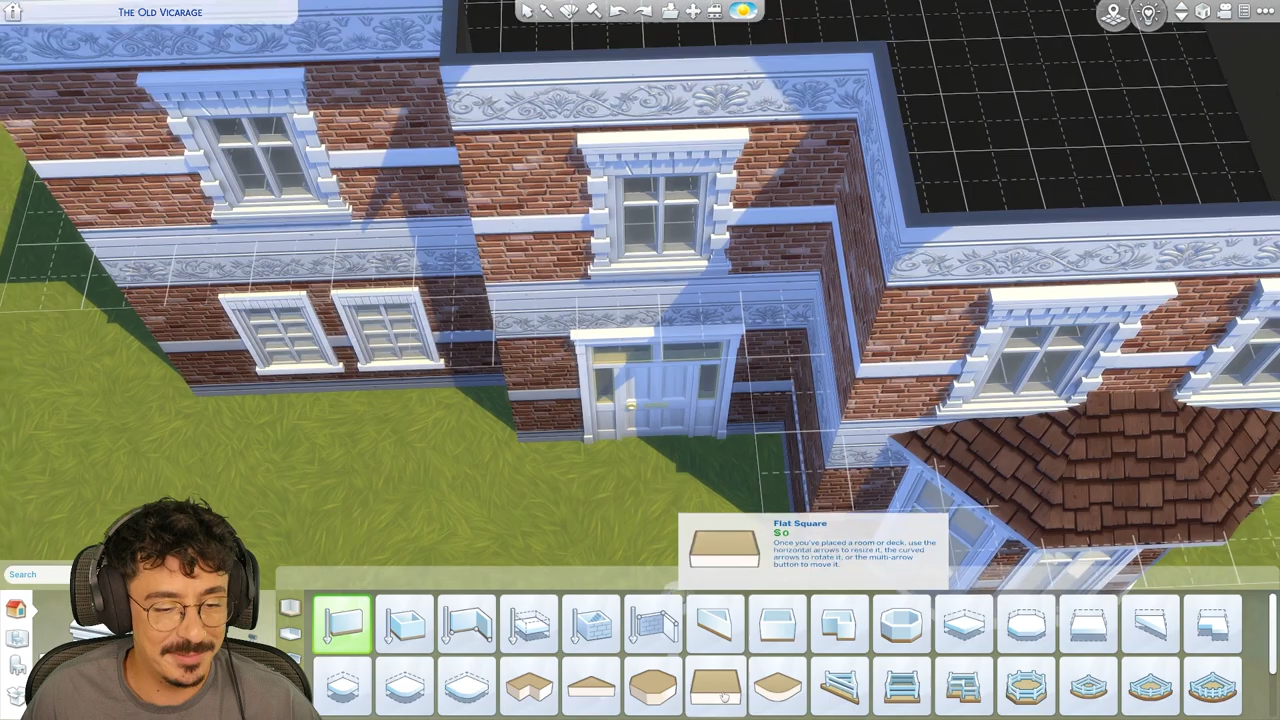 The Old Vicarage
Flat Square
§0
Once you've placed a room or deck, use the
horizontal arrows to resize it, the curved
arrows to rotate it, or the multi-arrow
button to move it.
Search